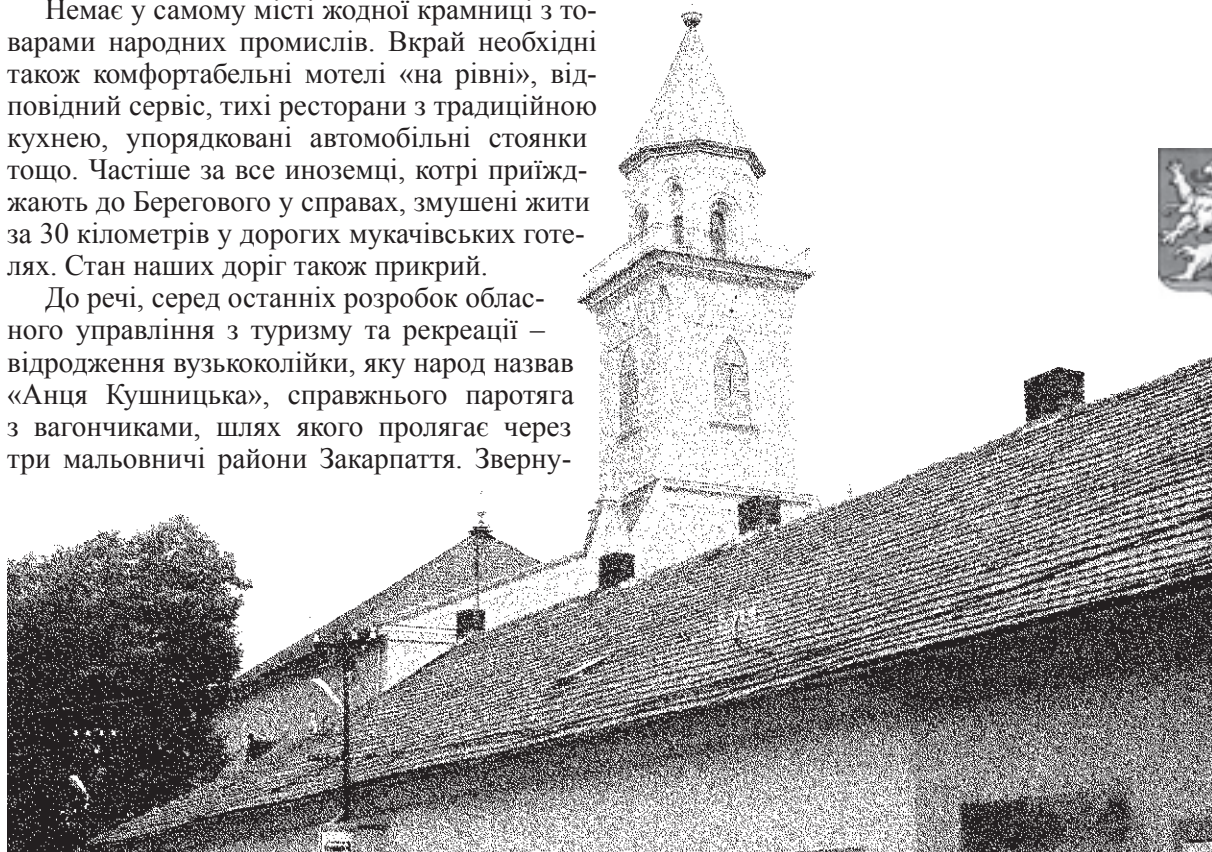 Немає у самому місті жодної крамниці з то-
варами народних промислів. Вкрай необхідні
також комфортабельні мотелі «на рівні», від-
повідний сервіс, тихі ресторани з традиційною
кухнею, упорядковані автомобільні стоянки
тощо. Частіше за все иноземці, котрі приїжд-
жають до Берегового у справах, змушені жити
за 30 кілометрів у дорогих мукачівських готе-
лях. Стан наших доріг також прикрий.
До речі, серед останніх розробок облас-
ного управління з туризму та рекреації –
відродження вузькоколійки, яку народ назвав
«Анця Кушницька», справжнього паротяга
з вагончиками, шлях якого пролягає через
три мальовничі райони Закарпаття. Зверну-